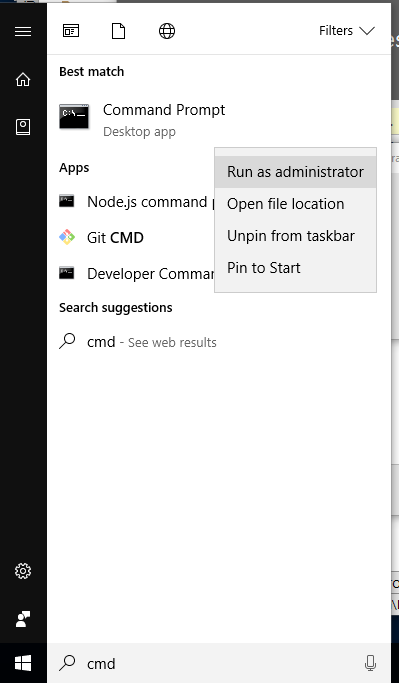 Filters
Best match
Command Prompt
Desktop app
Apps
Run as administrator
Node.js command
Open file location
Git CMD
Unpin from taskbar
Developer
Pin to Start
Search suggestions
cmd - See web results
cmd